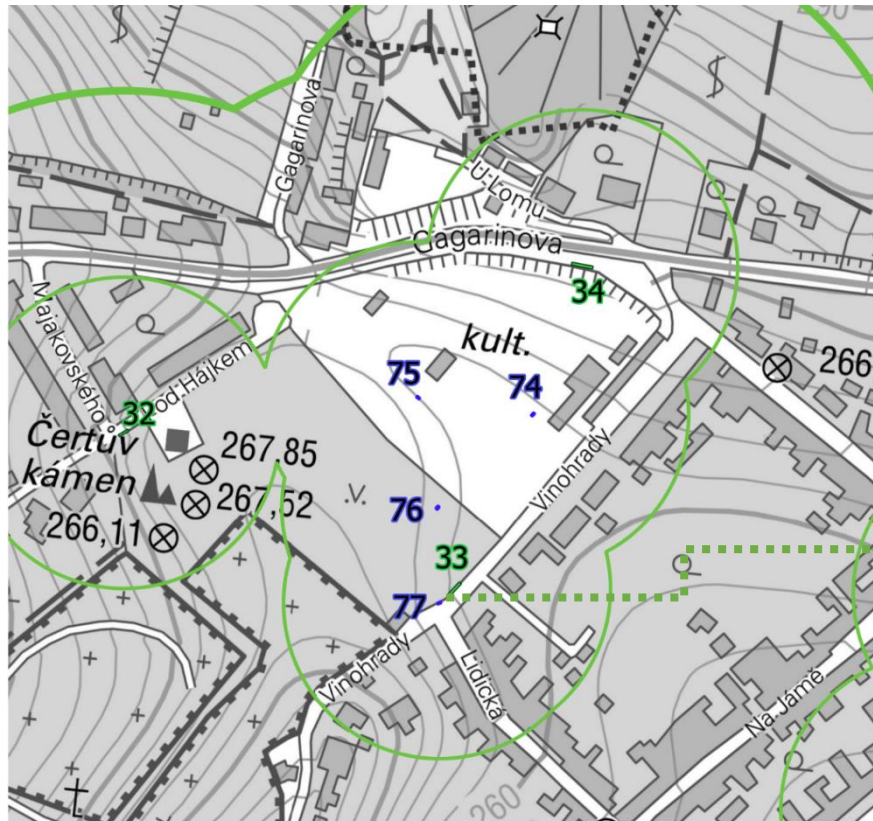 Gagarinova
U Lomu
Gagarinova
34
Majakovského
kult.
75
74
266
Pod Hájkem
32
Čertův
kámen
267,85
267,52
266,11
.V.
76
Vinohrady
33
77
Vinohrady
Lidická
Na Jámě
260